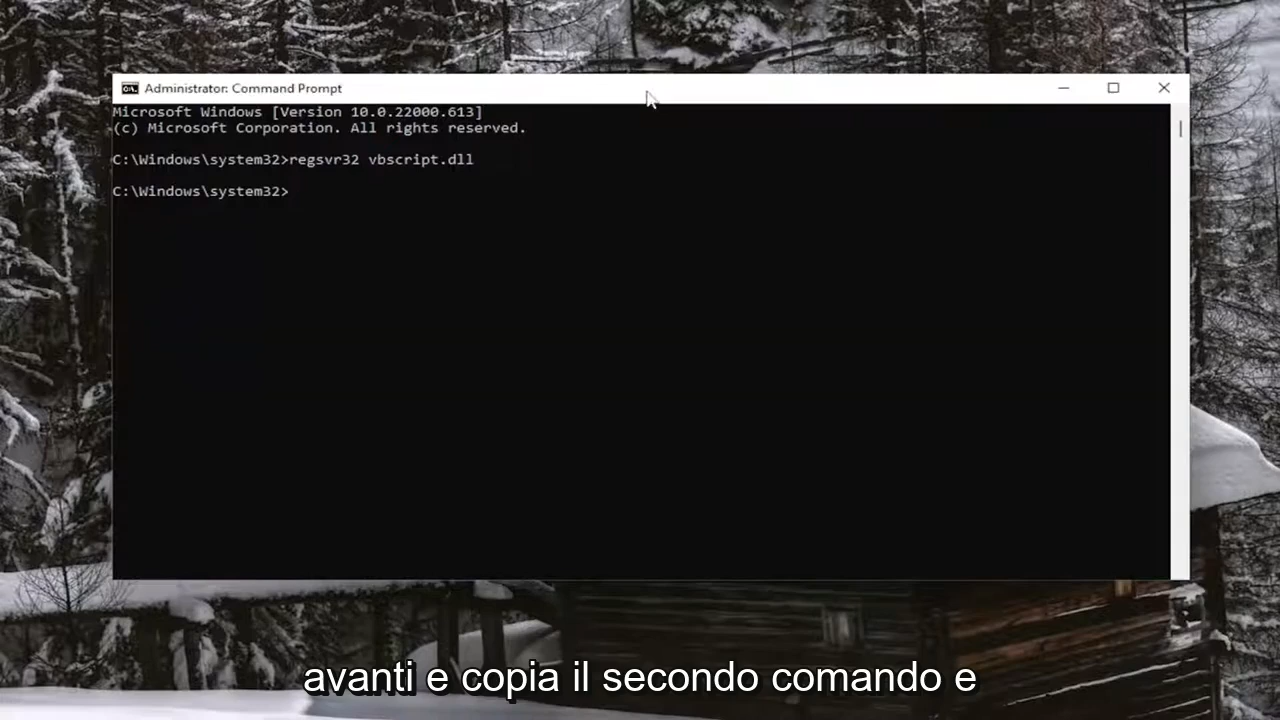 Administrator: Command Prompt
Microsoft Windows [Version 10.0.22000.613]
(c) Microsoft Corporation. All rights reserved.
C:\Windows\system32>regsvr32 vbscript.dll
C:\Windows\system32>
avanti e copia il secondo comando e